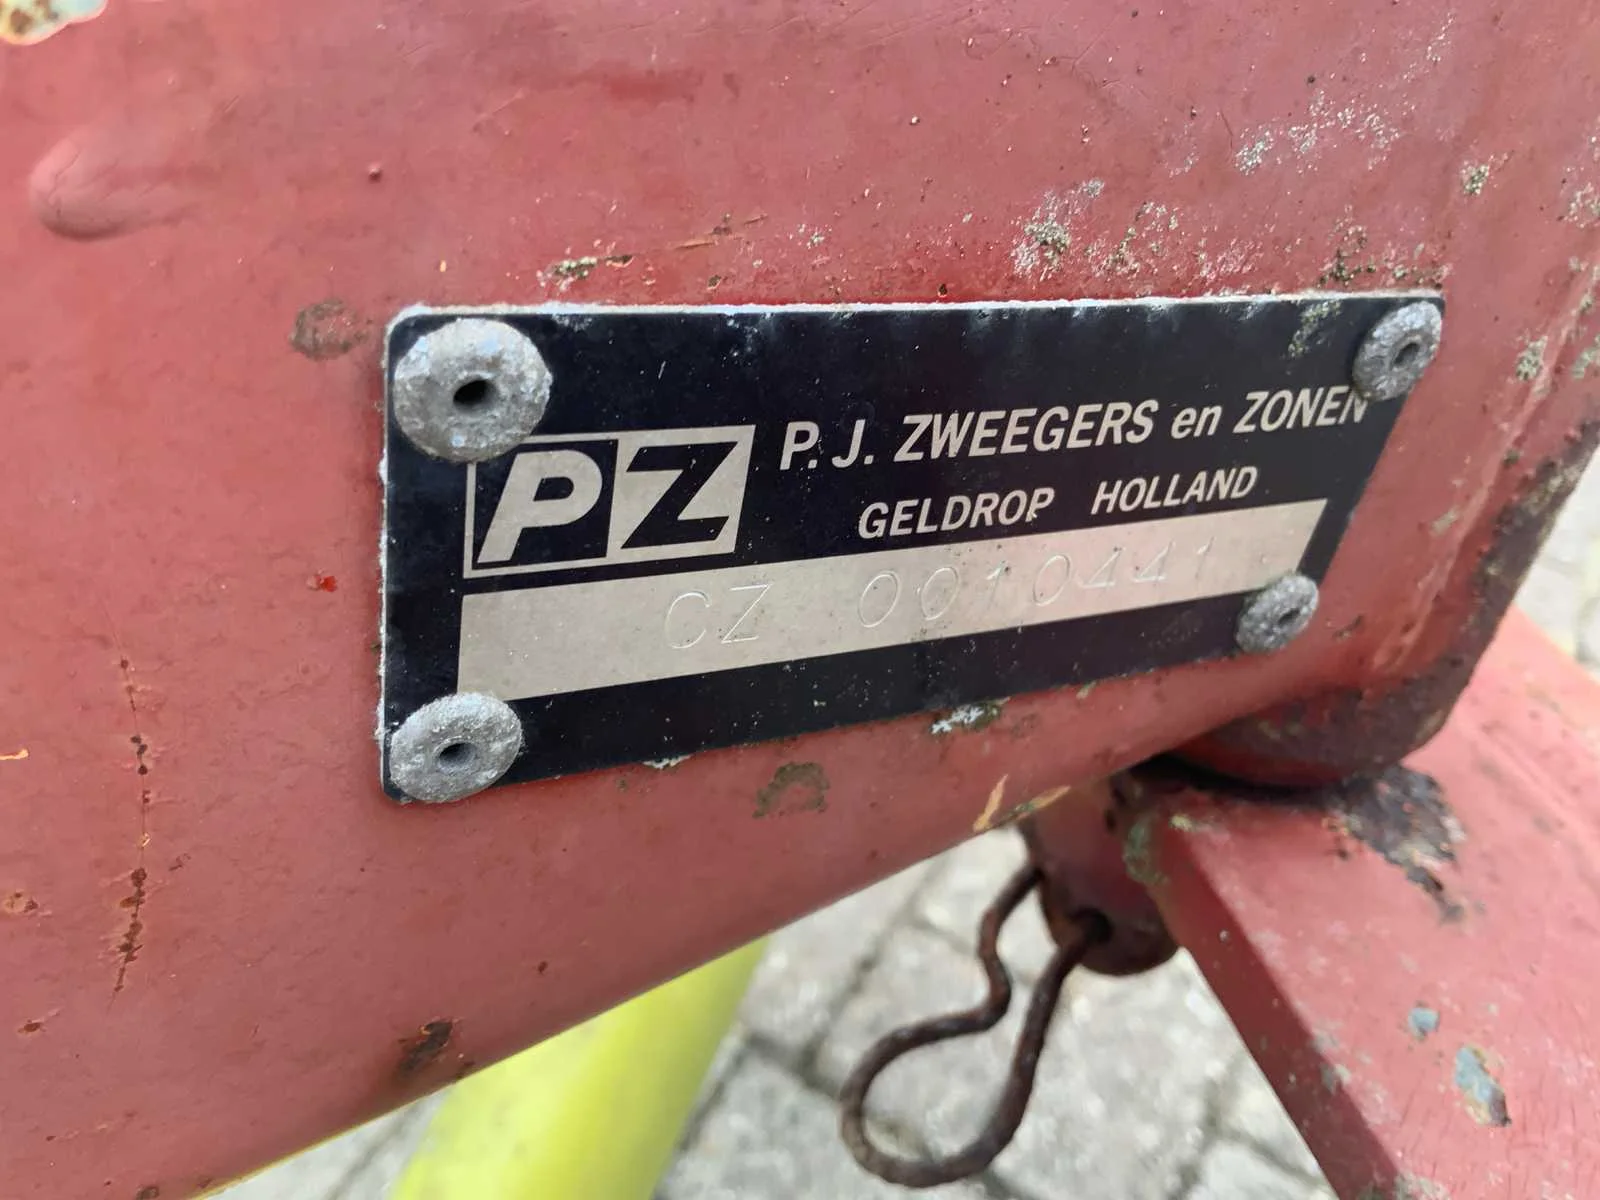 PZ
P.J. ZWEEGERS en ZONEN
GELDROP HOLLAND
CZ 0010441